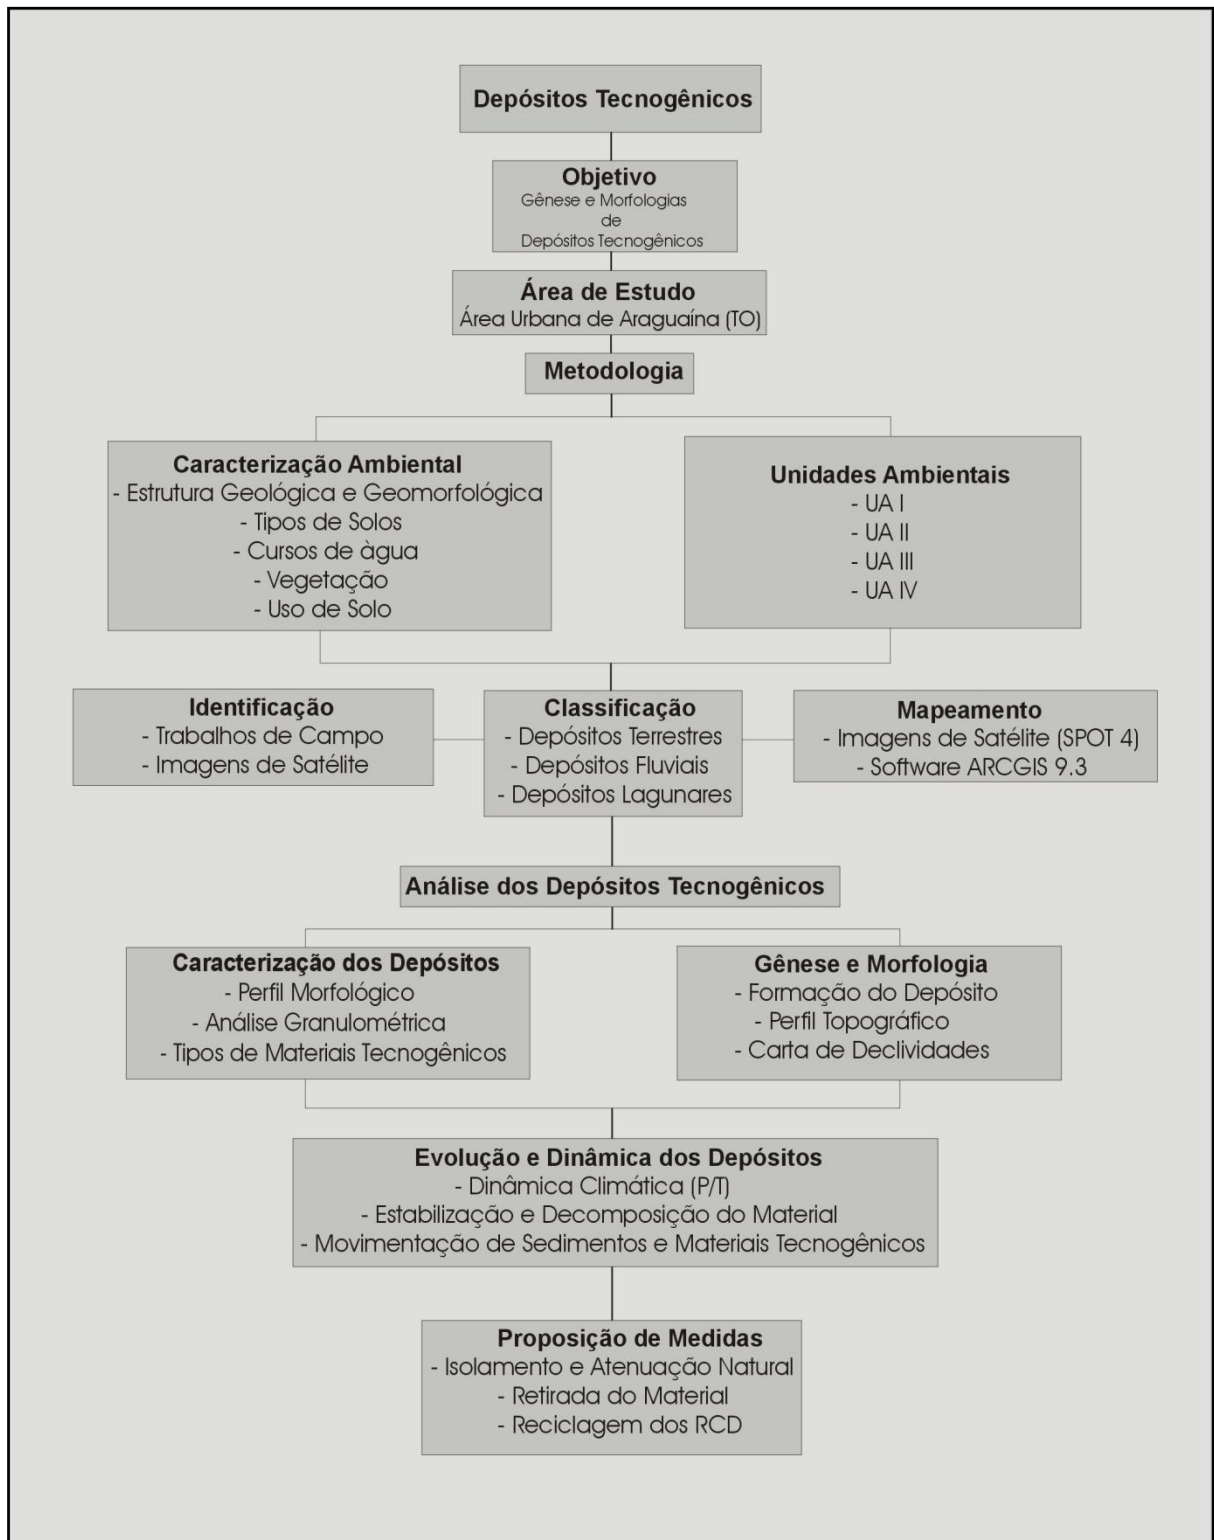 Depósitos Tecnogênicos
Objetivo
Gênese e Morfologias
de
Depósitos Tecnogênicos
Área de Estudo
Área Urbana de Araguaína (TO)
Metodologia
Caracterização Ambiental
- Estrutura Geológica e Geomorfológica
- Tipos de Solos
- Cursos de àgua
- Vegetação
- Uso de Solo
Unidades Ambientais
- UA I
- UA II
- UA III
- UA IV
Identificação
- Trabalhos de Campo
- Imagens de Satélite
Classificação
- Depósitos Terrestres
- Depósitos Fluviais
- Depósitos Lagunares
Mapeamento
- Imagens de Satélite (SPOT 4)
- Software ARCGIS 9.3
Análise dos Depósitos Tecnogênicos
Caracterização dos Depósitos
- Perfil Morfológico
- Análise Granulométrica
- Tipos de Materiais Tecnogênicos
Gênese e Morfologia
- Formação do Depósito
- Perfil Topográfico
- Carta de Declividades
Evolução e Dinâmica dos Depósitos
- Dinâmica Climática (P/T)
- Estabilização e Decomposição do Material
- Movimentação de Sedimentos e Materiais Tecnogênicos
Proposição de Medidas
- Isolamento e Atenuação Natural
- Retirada do Material
- Reciclagem dos RCD